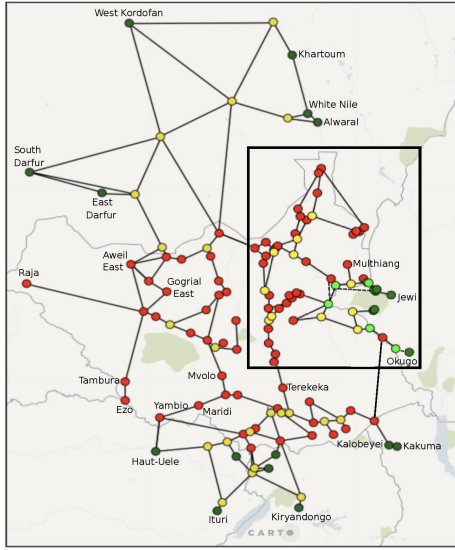 West Kordofan
Khartoum
White Nile
Alwaral
South
Darfur
East
Darfur
Aweil
East
Multhiang
Raja
Gogrial
East
Jewi
Okugo
Mvolo
Tambura
Terekeka
Ezo
Yambio
Maridi
Kalobeyei
Kakuma
Haut-Uele
Ituri
Kiryandongo
CARTO